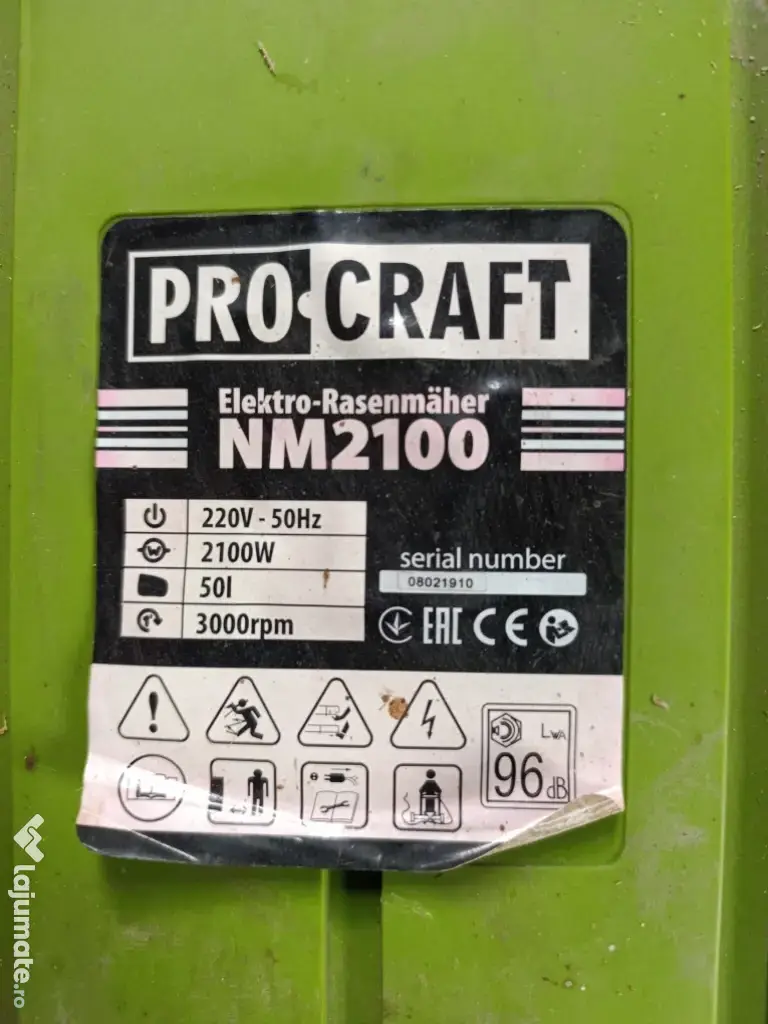 PRO CRAFT
Elektro-Rasenmäher
NM2100
220V - 50Hz
2100W
50l
3000rpm
serial number
08021910
EAC CE
LWA
96 dB
lajumate.ro